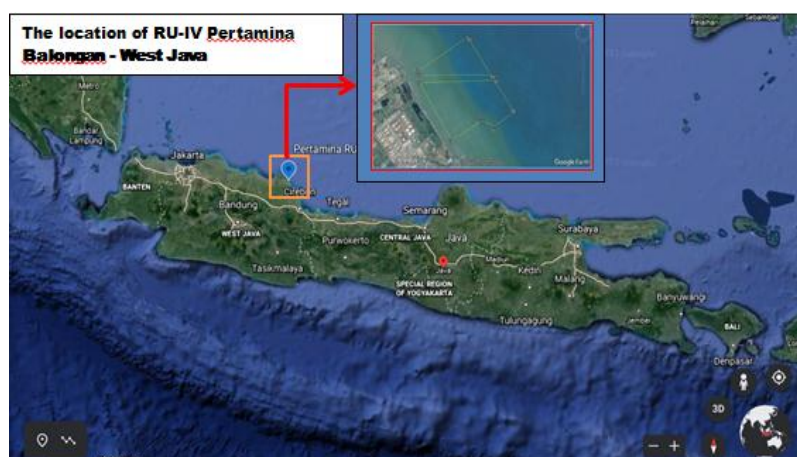 The location of RU-IV Pertamina
Balongan - West Java
Google Earth
Metro
Bandar
Lampung
Pertamina RU
Jakarta
BANTEN
Cirebon
Tegal
Bandung
Semarang
Surabaya
WEST JAVA
Purwokerto
CENTRAL JAVA
Java
Madiun
Tasikmalaya
Java
Kediri
Malang
SPECIAL REGION
OF YOGYAKARTA
Banyuwangi
Tulungagung
Jember
BALI
Denpasar
3D